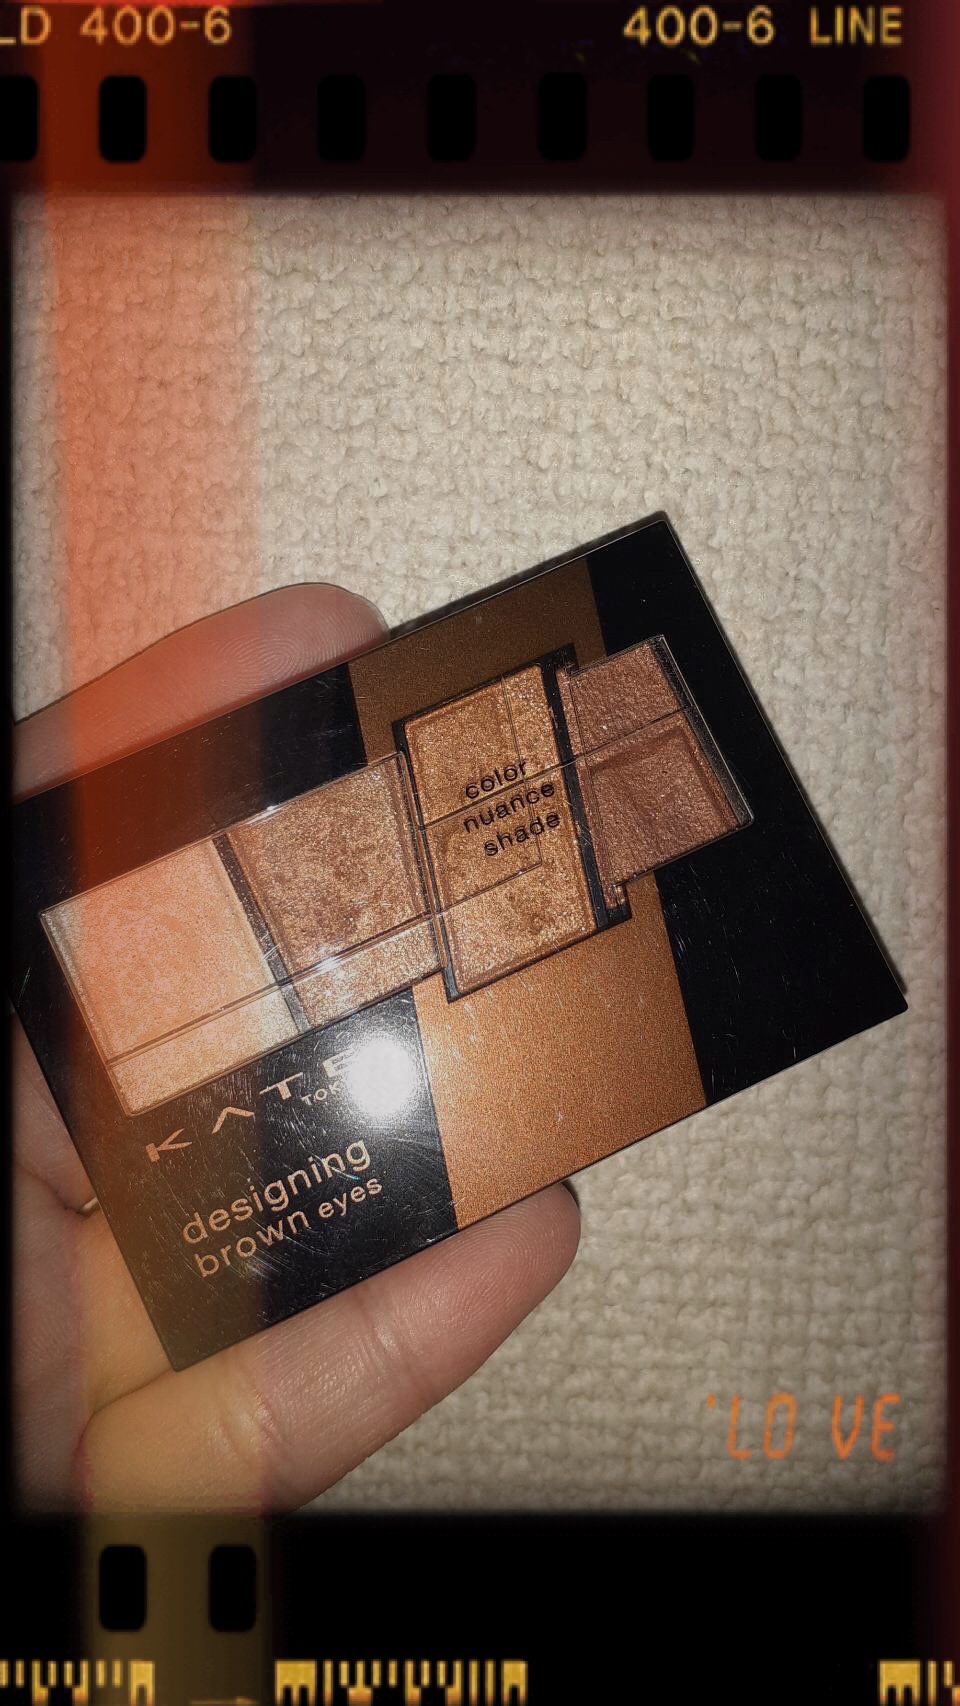 LD 400-6
400-6 LINE
color
nuance
shade
KATE
designing
brown eyes
'LO VE